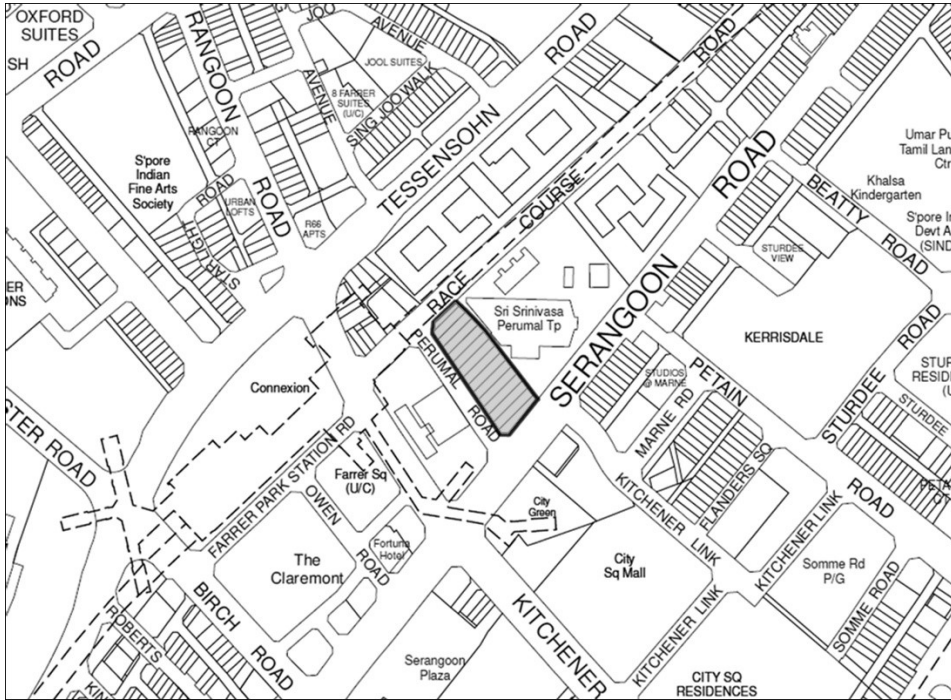 OXFORD
SUITES
SH
ROAD
RANGOON
ROAD
RANGOON
CT
S'pore
Indian
Fine Arts
Society
ROAD
STARLIGHT
URBAN
LOFTS
R66
APTS
JOO
AVENUE
AVENUE
JOOL SUITES
8 FARRER
SUITES
(U/C)
SING JOO WALK
TESSENSOHN
ROAD
RACE
COURSE
ROAD
Sri Srinivasa
Perumal Tp
PERUMAL
ROAD
SERANGOON
ROAD
BEATTY
ROAD
Umar Pu
Tamil Lan
Ctr
Khalsa
Kindergarten
S'pore I
Devt A
(SIND
STURDEE
VIEW
KERRISDALE
STURDEE
ROAD
STUR
RESID
(U
STURDEE
PETA
PETAIN
ROAD
STUDIOS
@ MARNE
MARNE RD
FLANDERS SQ
KITCHENER LINK
KITCHENER LINK
KITCHENER LINK
Somme Rd
P/G
SOMME ROAD
City
Green
City
Sq Mall
CITY SQ
RESIDENCES
KITCHENER
Connexion
FARRER PARK STATION RD
Farrer Sq
(U/C)
OWEN
ROAD
Fortuna
Hotel
The
Claremont
BIRCH
ROAD
ROBERTS
KIN
Serangoon
Plaza
ER
ONS
STER ROAD